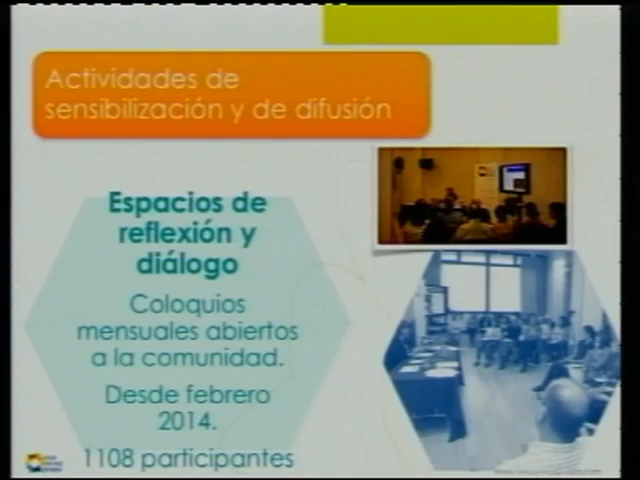 Actividades de
sensibilización y de difusión
Espacios de
reflexión y
diálogo
Coloquios
mensuales abiertos
a la comunidad.
Desde febrero
2014.
1108 participantes